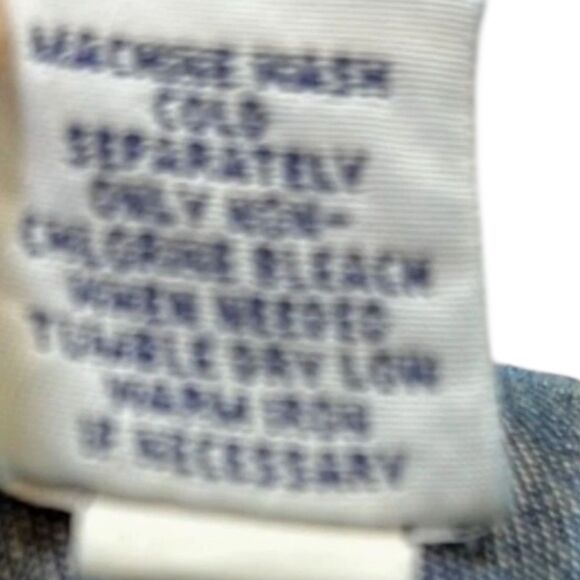 MACHINE WASH
COLD
SEPARATELY
ONLY NON-
CHLORINE BLEACH
WHEN NEEDED
TUMBLE DRY LOW
WARM IRON
IF NECESSARY